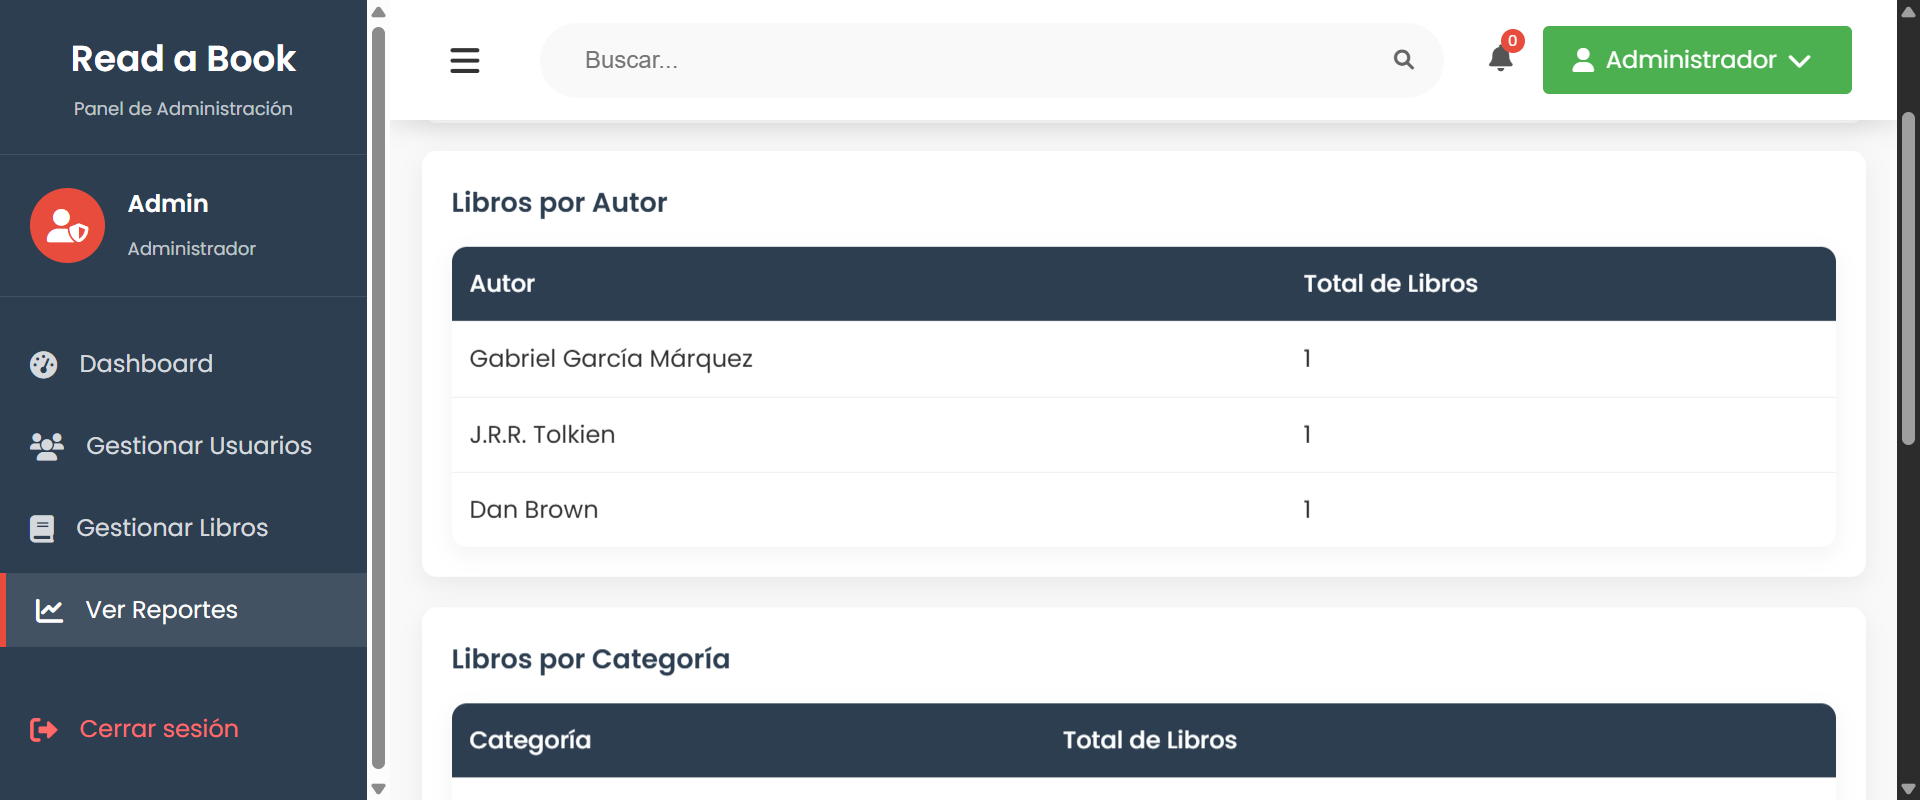 Read a Book
Panel de Administración
Admin
Administrador
Dashboard
Gestionar Usuarios
Gestionar Libros
Ver Reportes
Cerrar sesión
Buscar...
0
Administrador
Libros por Autor
Autor Total de Libros
Gabriel García Márquez 1
J.R.R. Tolkien 1
Dan Brown 1
Libros por Categoría
Categoría Total de Libros